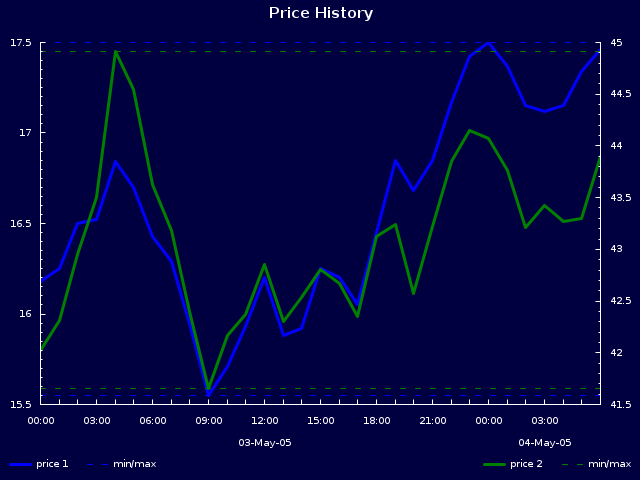 Price History
17.5 45
44.5
17 44
43.5
16.5 43
42.5
16 42
15.5 41.5
00:00 03:00 06:00 09:00 12:00 15:00 18:00 21:00 00:00 03:00
03-May-05 04-May-05
price 1 min/max price 2 min/max